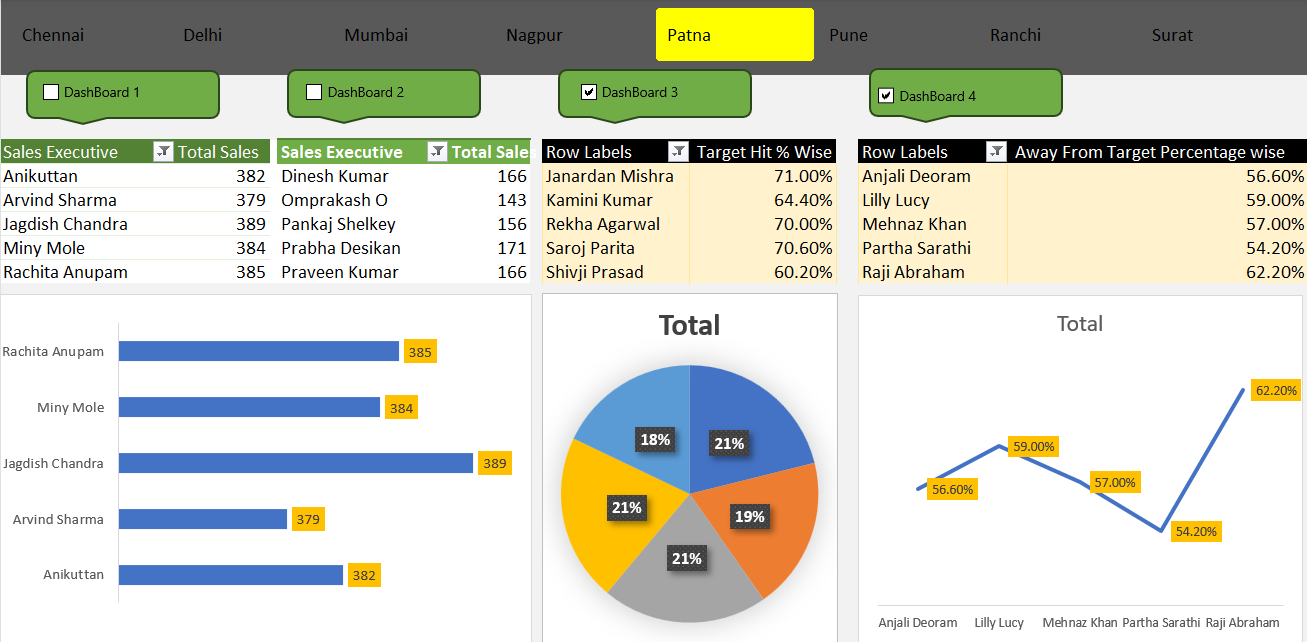 Chennai Delhi Mumbai Nagpur Patna Pune Ranchi Surat
DashBoard 1 DashBoard 2 DashBoard 3 DashBoard 4
Sales Executive Total Sales
Anikuttan 382
Arvind Sharma 379
Jagdish Chandra 389
Miny Mole 384
Rachita Anupam 385
Sales Executive Total Sales
Dinesh Kumar 166
Omprakash O 143
Pankaj Shelkey 156
Prabha Desikan 171
Praveen Kumar 166
Row Labels Target Hit % Wise
Janardan Mishra 71.00%
Kamini Kumar 64.40%
Rekha Agarwal 70.00%
Saroj Parita 70.60%
Shivji Prasad 60.20%
Row Labels Away From Target Percentage wise
Anjali Deoram 56.60%
Lilly Lucy 59.00%
Mehnaz Khan 57.00%
Partha Sarathi 54.20%
Raji Abraham 62.20%
Rachita Anupam 385
Miny Mole 384
Jagdish Chandra 389
Arvind Sharma 379
Anikuttan 382
Total
18% 21%
21% 19%
21%
Total
62.20%
59.00%
57.00%
56.60%
54.20%
Anjali Deoram Lilly Lucy Mehnaz Khan Partha Sarathi Raji Abraham